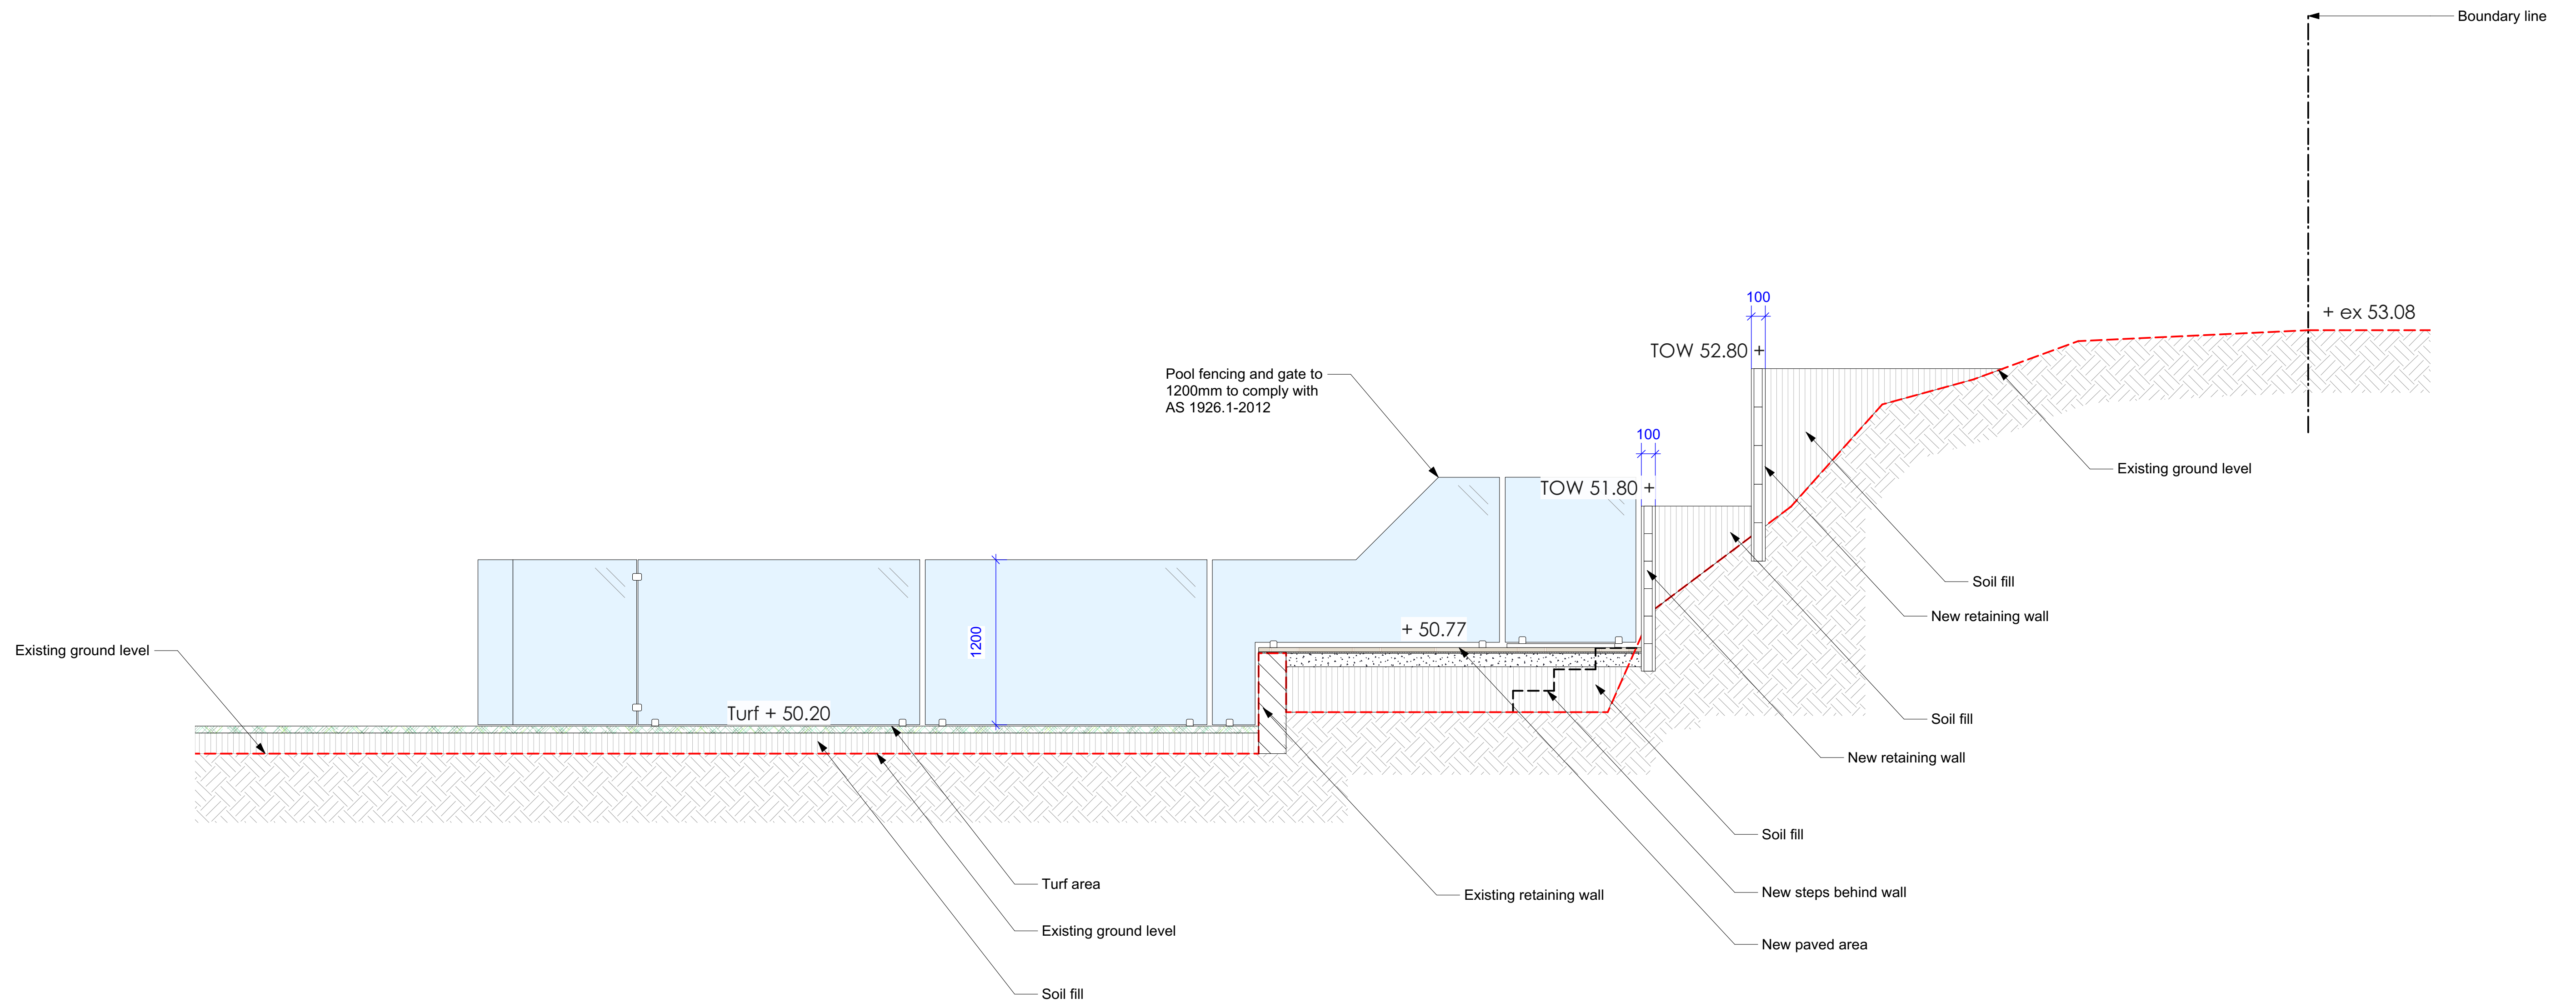 Boundary line
100
+ ex 53.08
TOW 52.80 +
Pool fencing and gate to
1200mm to comply with
AS 1926.1-2012
100
Existing ground level
TOW 51.80 +
Soil fill
New retaining wall
+ 50.77
1200
Existing ground level
Turf + 50.20
Soil fill
New retaining wall
Soil fill
Turf area
New steps behind wall
Existing retaining wall
Existing ground level
New paved area
Soil fill